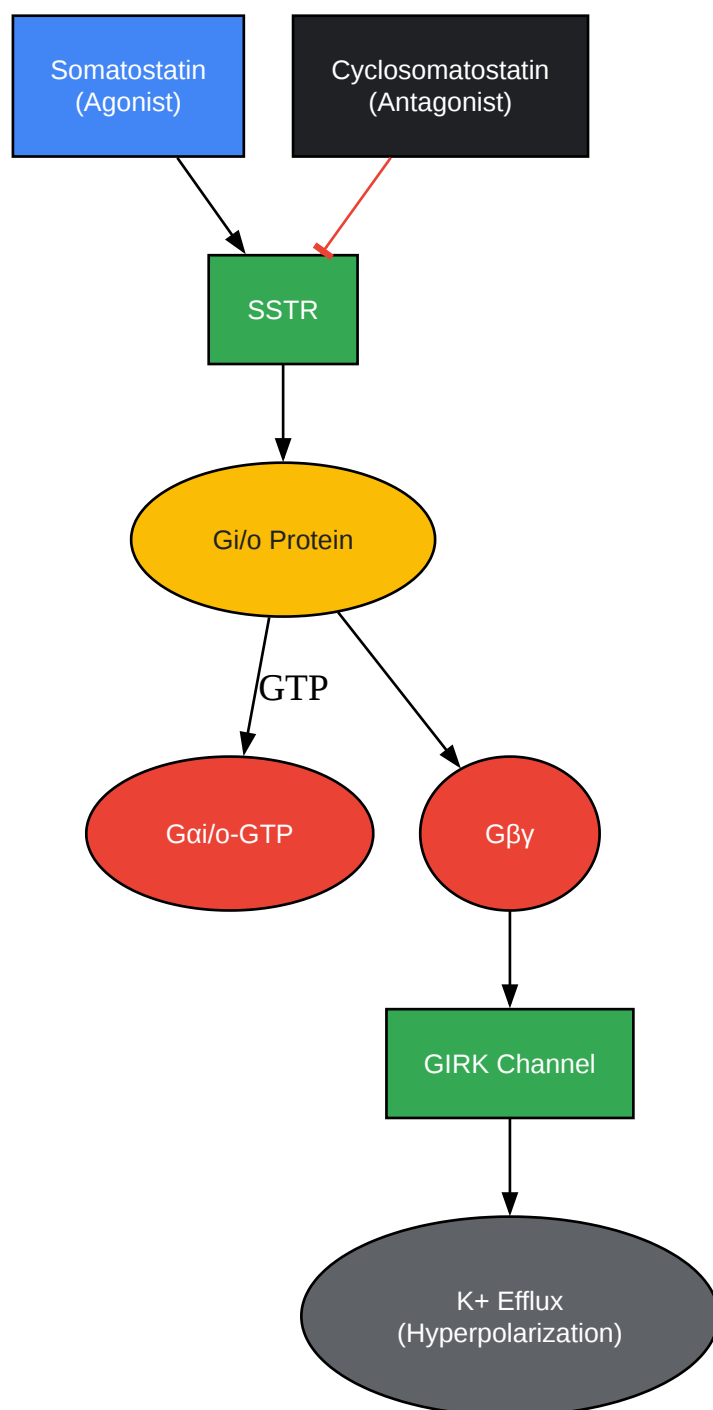 Somatostatin
(Agonist)
Cyclosomatostatin
(Antagonist)
SSTR
Gi/o Protein
GTP
Gαi/o-GTP
Gβγ
GIRK Channel
K+ Efflux
(Hyperpolarization)